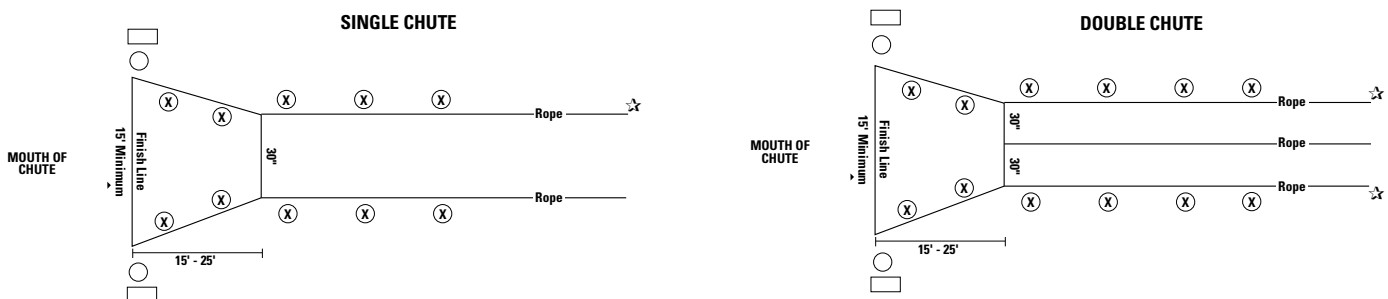 SINGLE CHUTE
X
X
X
X
X
Rope
MOUTH OF
CHUTE
15' Minimum
Finish Line
30"
X
X
X
X
X
Rope
15' - 25'
DOUBLE CHUTE
X
X
X
X
X
X
Rope
30"
MOUTH OF
CHUTE
15' Minimum
Finish Line
30"
X
X
X
X
X
X
Rope
15' - 25'